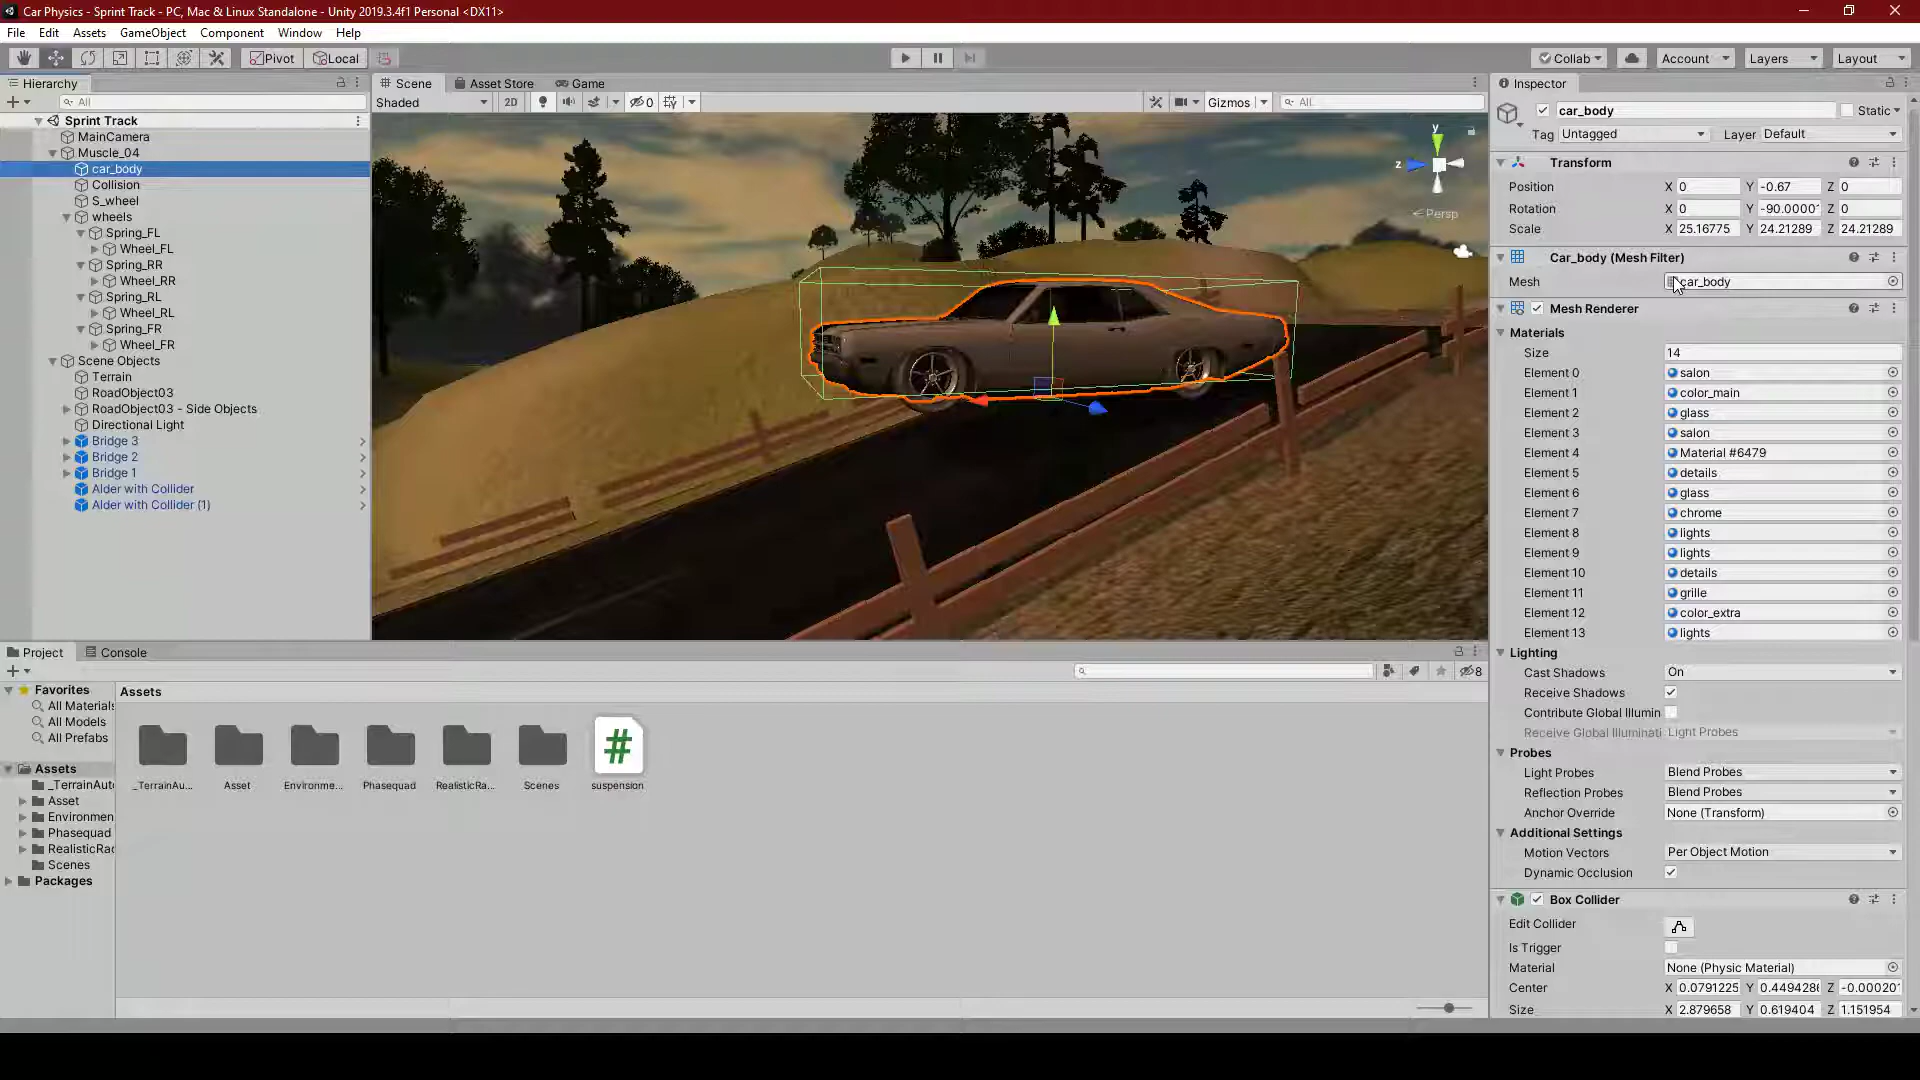 Car Physics - Sprint Track - PC, Mac & Linux Standalone - Unity 2019.3.4f1 Personal <DX11>
File Edit Assets GameObject Component Window Help
Pivot Local Collab Account Layers Layout
Hierarchy
All
Sprint Track
MainCamera
Muscle_04
car_body
Collision
S_wheel
wheels
Spring_FL
Wheel_FL
Spring_RR
Wheel_RR
Spring_RL
Wheel_RL
Spring_FR
Wheel_FR
Scene Objects
Terrain
RoadObject03
RoadObject03 - Side Objects
Directional Light
Bridge 3
Bridge 2
Bridge 1
Alder with Collider
Alder with Collider (1)
Scene Asset Store Game
Shaded 2D 0 Gizmos All
y
z
Persp
Inspector
car_body Static
Tag Untagged Layer Default
Transform
Position X 0 Y -0.67 Z 0
Rotation X 0 Y -90.0000 Z 0
Scale X 25.16775 Y 24.21289 Z 24.21289
Car_body (Mesh Filter)
Mesh car_body
Mesh Renderer
Materials
Size 14
Element 0 salon
Element 1 color_main
Element 2 glass
Element 3 salon
Element 4 Material #6479
Element 5 details
Element 6 glass
Element 7 chrome
Element 8 lights
Element 9 lights
Element 10 details
Element 11 grille
Element 12 color_extra
Element 13 lights
Lighting
Cast Shadows On
Receive Shadows
Contribute Global Illumin
Receive Global Illuminati Light Probes
Probes
Light Probes Blend Probes
Reflection Probes Blend Probes
Anchor Override None (Transform)
Additional Settings
Motion Vectors Per Object Motion
Dynamic Occlusion
Box Collider
Edit Collider
Is Trigger
Material None (Physic Material)
Center X 0.0791225 Y 0.449428 Z -0.00020
Size X 2.879658 Y 0.619404 Z 1.151954
Project Console
8
Favorites
All Materials
All Models
All Prefabs
Assets
_TerrainAut
Asset
Environmen
Phasequad
RealisticRa
Scenes
Packages
Assets
_TerrainAu... Asset Environme... Phasequad RealisticRa... Scenes suspension
#